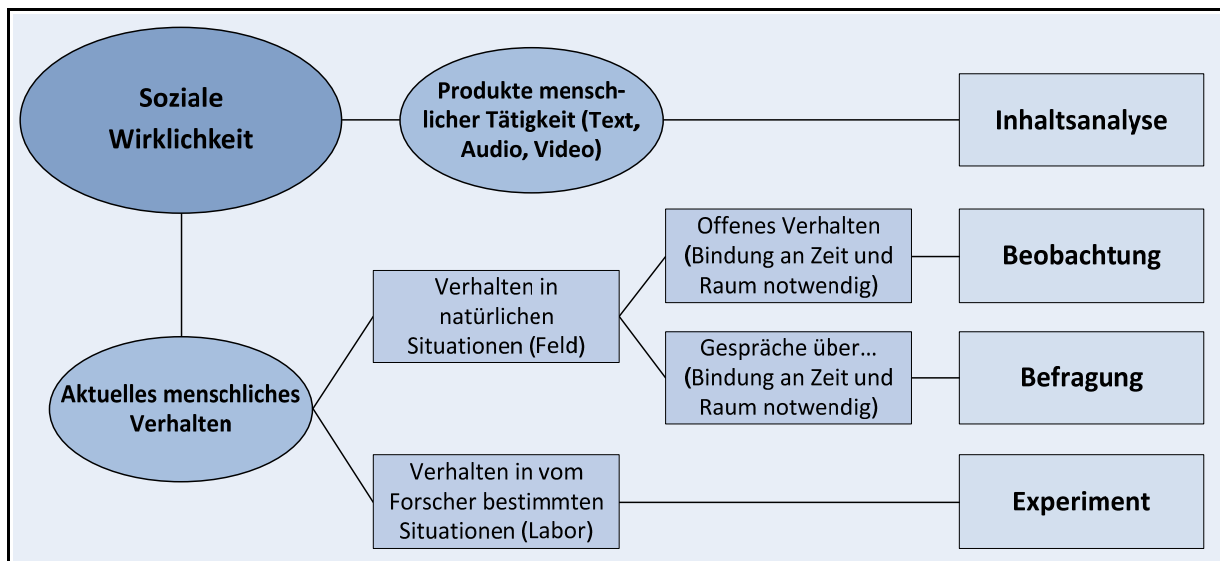 Soziale
Wirklichkeit
Produkte mensch-
licher Tätigkeit (Text,
Audio, Video)
Inhaltsanalyse
Offenes Verhalten
(Bindung an Zeit und
Raum notwendig)
Beobachtung
Verhalten in
natürlichen
Situationen (Feld)
Gespräche über...
(Bindung an Zeit und
Raum notwendig)
Befragung
Aktuelles menschliches
Verhalten
Verhalten in vom
Forscher bestimmten
Situationen (Labor)
Experiment